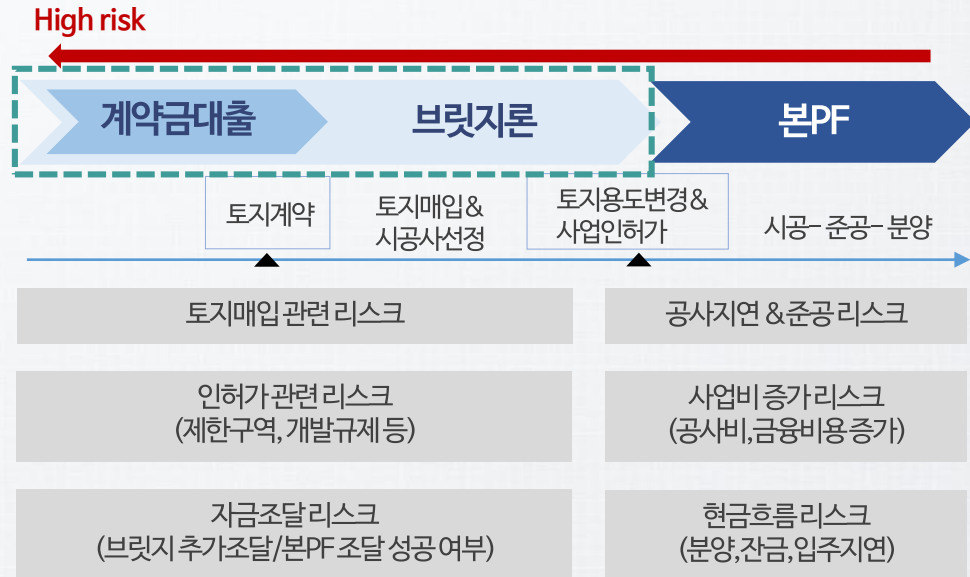 High risk
계약금대출
브릿지론
본PF
토지계약
토지매입&
시공사선정
토지용도변경&
사업인허가
시공- 준공- 분양
토지매입 관련 리스크
공사지연 & 준공 리스크
인허가 관련 리스크
(제한구역, 개발규제 등)
사업비 증가 리스크
(공사비, 금융비용 증가)
자금조달 리스크
(브릿지 추가조달/본PF 조달 성공 여부)
현금흐름 리스크
(분양, 잔금, 입주지연)